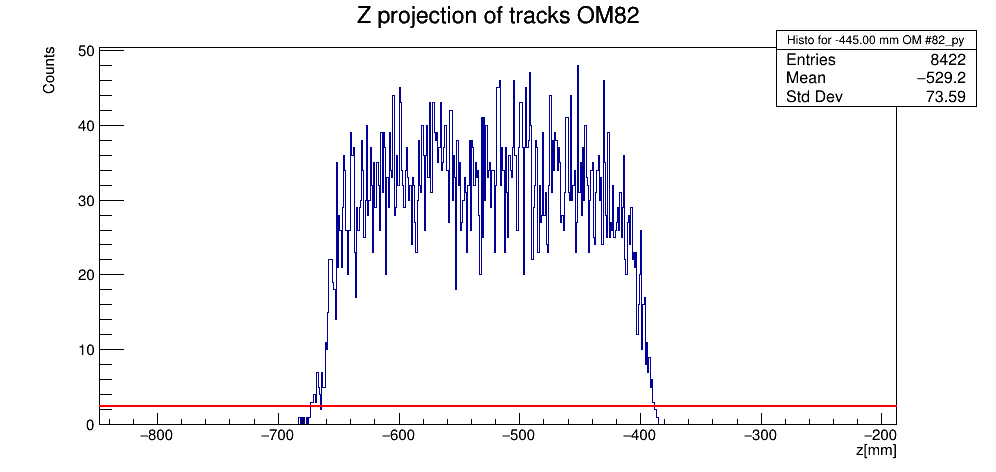 Z projection of tracks OM82
Histo for -445.00 mm OM #82_py
Entries 8422
Mean −529.2
Std Dev 73.59
Counts
50
40
30
20
10
0
−800 −700 −600 −500 −400 −300 −200
z[mm]